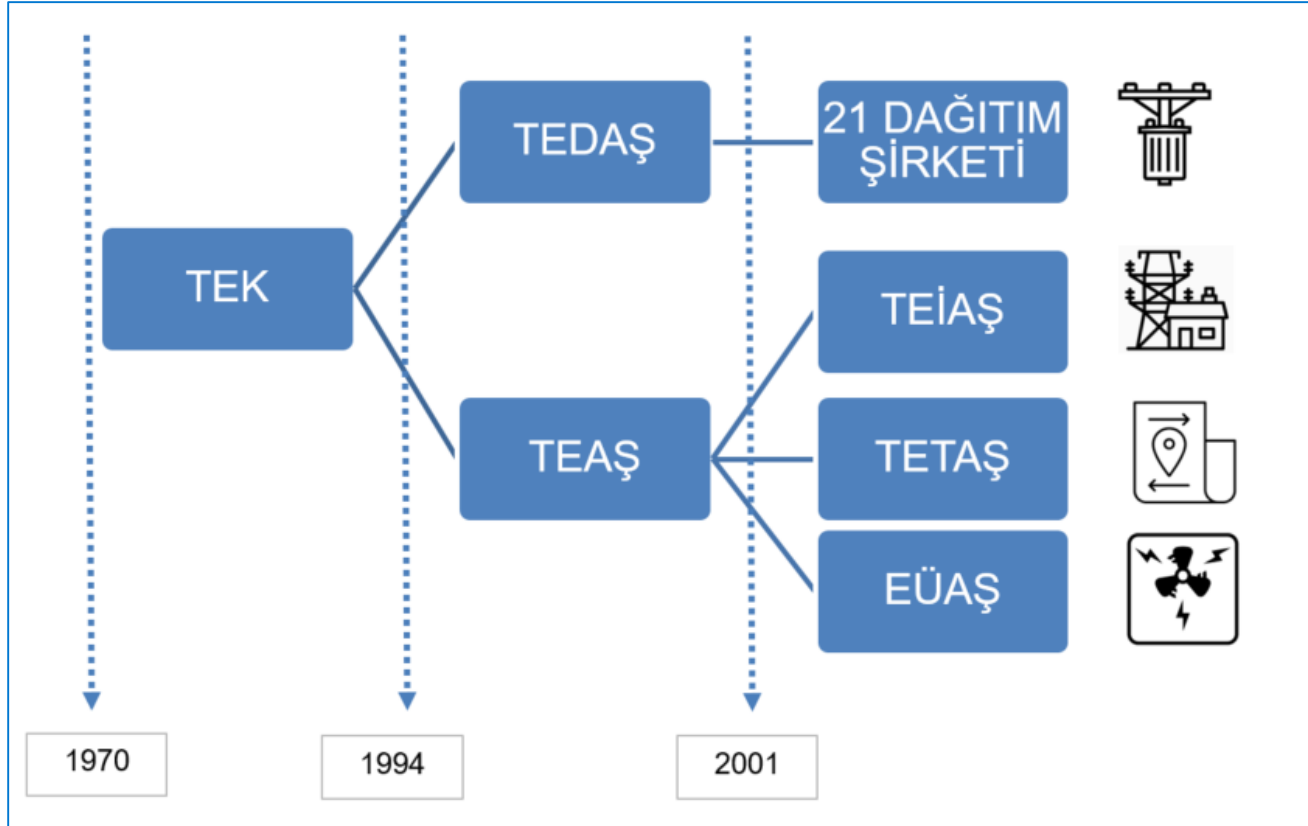 TEK
TEDAŞ
TEAŞ
21 DAĞITIM
ŞİRKETİ
TEİAŞ
TETAŞ
EÜAŞ
1970
1994
2001